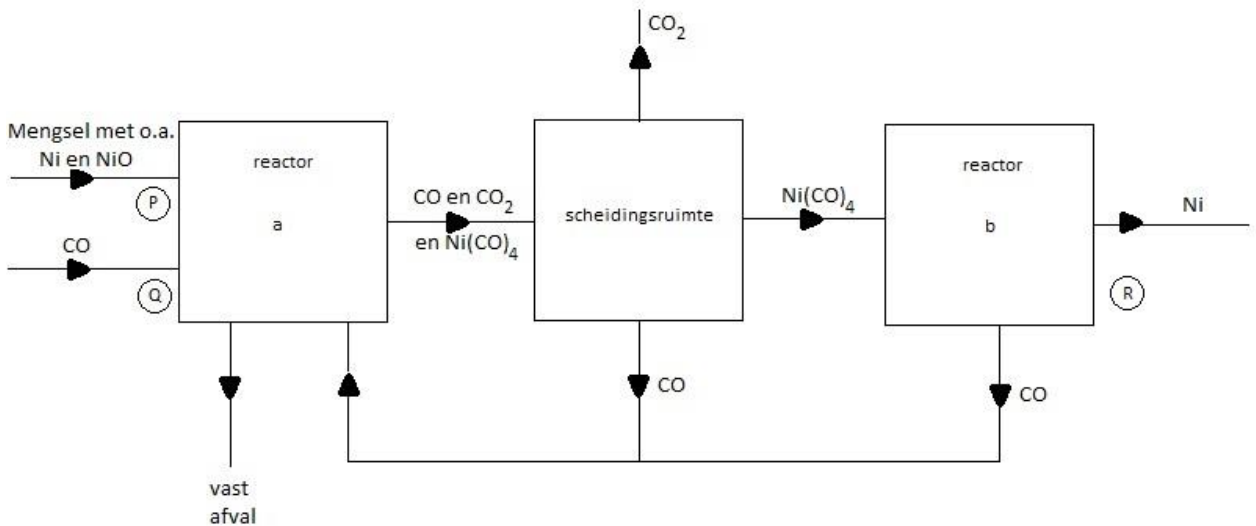 CO₂
Mengsel met o.a.
Ni en NiO
P
CO
Q
reactor
a
CO en CO₂
en Ni(CO)₄
scheidingsruimte
Ni(CO)₄
reactor
b
Ni
R
CO
CO
vast
afval